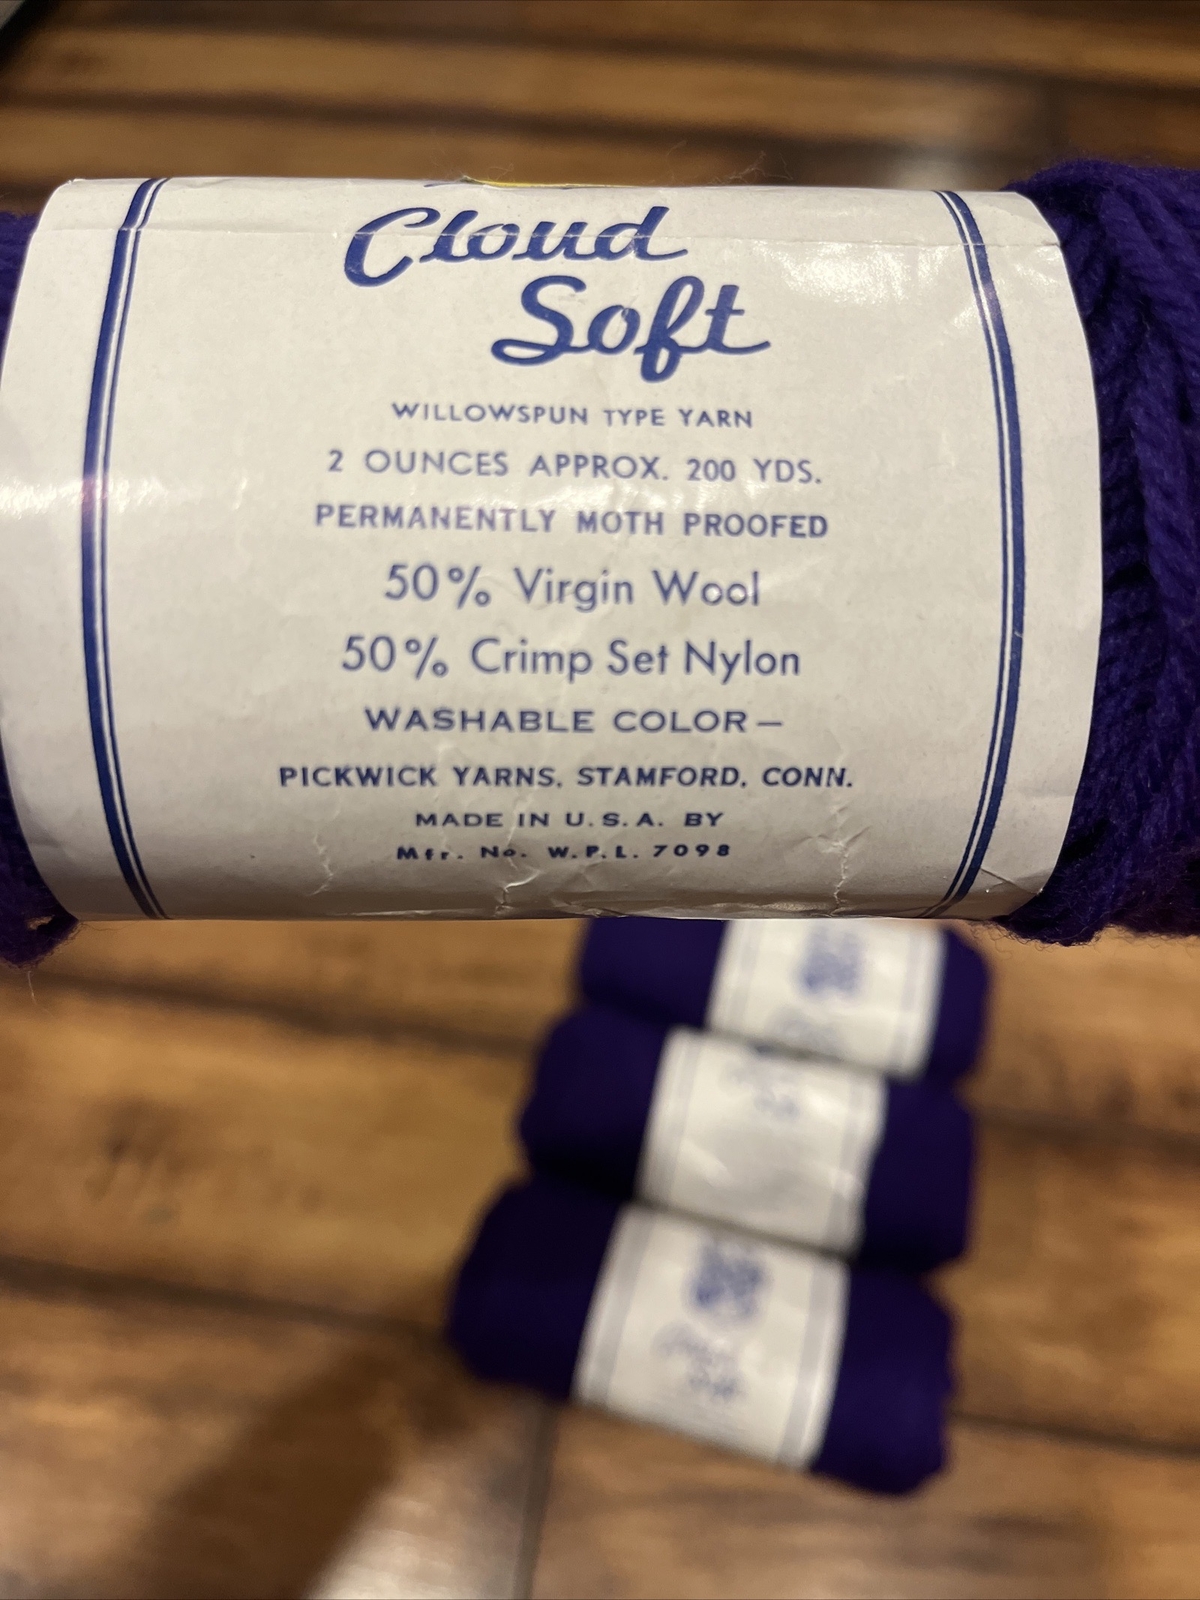 Cloud
Soft
WILLOWSPUN TYPE YARN
2 OUNCES APPROX. 200 YDS.
PERMANENTLY MOTH PROOFED
50% Virgin Wool
50% Crimp Set Nylon
WASHABLE COLOR —
PICKWICK YARNS, STAMFORD, CONN.
MADE IN U.S.A. BY
Mfr. No. W.P.L. 7098